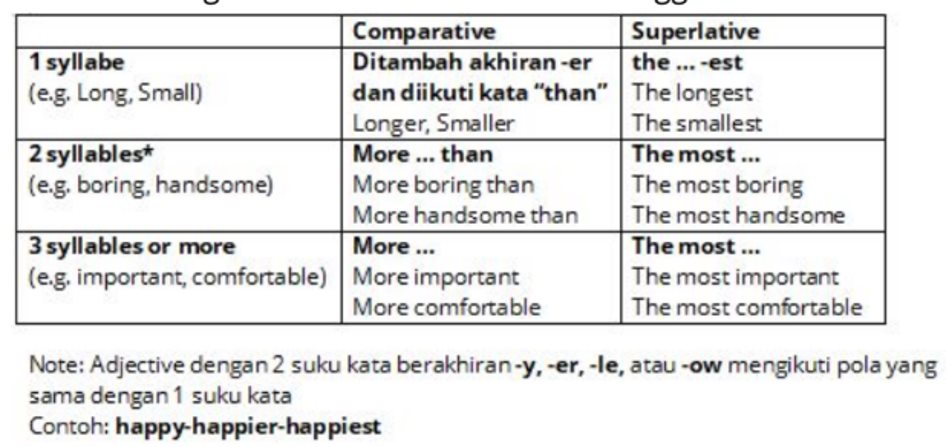 Comparative Superlative
1 syllabe Ditambah akhiran -er the ... -est
(e.g. Long, Small) dan diikuti kata “than” The longest
Longer, Smaller The smallest
2 syllables* More ... than The most ...
(e.g. boring, handsome) More boring than The most boring
More handsome than The most handsome
3 syllables or more More ... The most ...
(e.g. important, comfortable) More important The most important
More comfortable The most comfortable
Note: Adjective dengan 2 suku kata berakhiran -y, -er, -le, atau -ow mengikuti pola yang
sama dengan 1 suku kata
Contoh: happy-happier-happiest